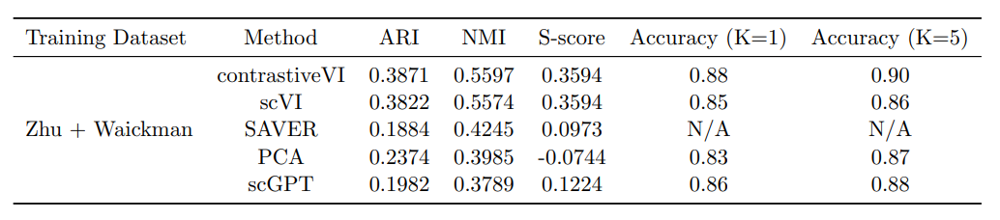 Training Dataset Method ARI NMI S-score Accuracy (K=1) Accuracy (K=5)
contrastiveVI 0.3871 0.5597 0.3594 0.88 0.90
scVI 0.3822 0.5574 0.3594 0.85 0.86
Zhu + Waickman SAVER 0.1884 0.4245 0.0973 N/A N/A
PCA 0.2374 0.3985 -0.0744 0.83 0.87
scGPT 0.1982 0.3789 0.1224 0.86 0.88